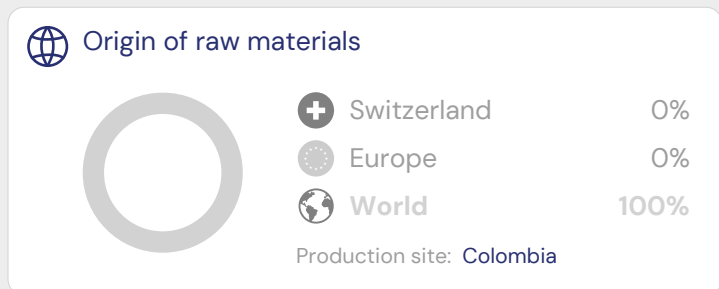 Origin of raw materials
Switzerland 0%
Europe 0%
World 100%
Production site: Colombia